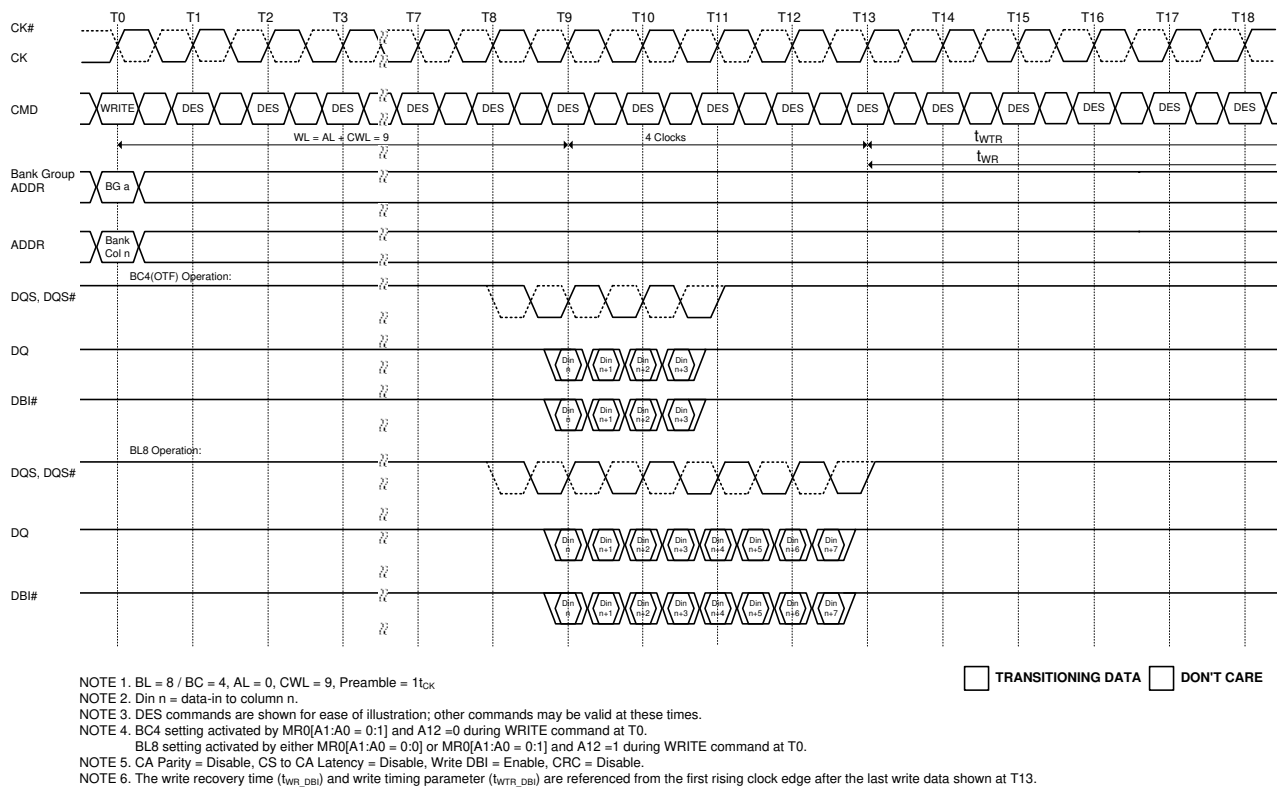 T0 T1 T2 T3 T7 T8 T9 T10 T11 T12 T13 T14 T15 T16 T17 T18
CK#
CK
CMD WRITE DES DES DES DES DES DES DES DES DES DES DES DES DES DES DES
WL = AL + CWL = 9 4 Clocks tWTR
tWR
Bank Group
ADDR
BG a
ADDR
Bank
Col n
BC4(OTF) Operation:
DQS, DQS#
DQ
Din n Din n+1 Din n+2 Din n+3
DBI#
Din n Din n+1 Din n+2 Din n+3
BL8 Operation:
DQS, DQS#
DQ
Din n Din n+1 Din n+2 Din n+3 Din n+4 Din n+5 Din n+6 Din n+7
DBI#
Din n Din n+1 Din n+2 Din n+3 Din n+4 Din n+5 Din n+6 Din n+7
TRANSITIONING DATA DON'T CARE
NOTE 1. BL = 8 / BC = 4, AL = 0, CWL = 9, Preamble = 1tCK
NOTE 2. Din n = data-in to column n.
NOTE 3. DES commands are shown for ease of illustration; other commands may be valid at these times.
NOTE 4. BC4 setting activated by MR0[A1:A0 = 0:1] and A12 =0 during WRITE command at T0.
BL8 setting activated by either MR0[A1:A0 = 0:0] or MR0[A1:A0 = 0:1] and A12 =1 during WRITE command at T0.
NOTE 5. CA Parity = Disable, CS to CA Latency = Disable, Write DBI = Enable, CRC = Disable.
NOTE 6. The write recovery time (tWR_DBI) and write timing parameter (tWTR_DBI) are referenced from the first rising clock edge after the last write data shown at T13.